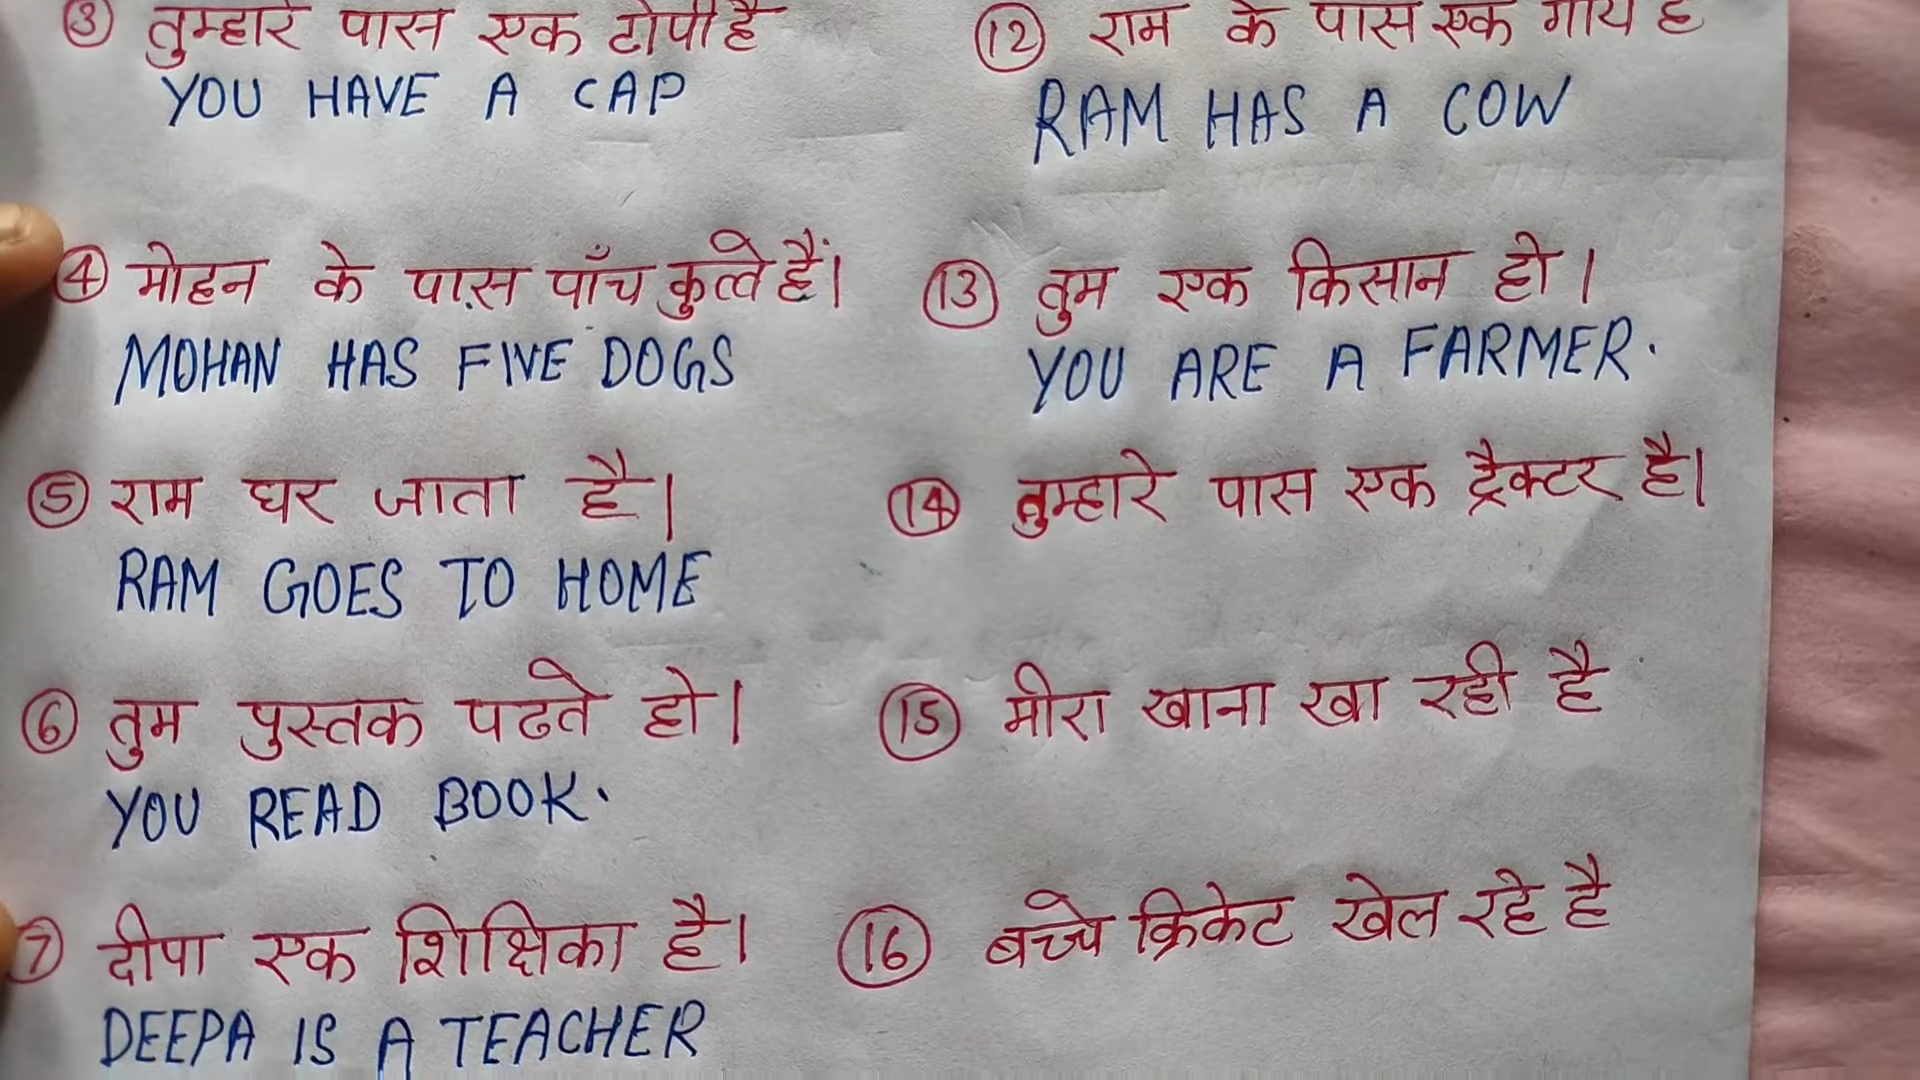 ③ तुम्हारे पास एक टोपी है
YOU HAVE A CAP
④ मोहन के पास पाँच कुत्ते हैं।
MOHAN HAS FIVE DOGS
⑤ राम घर जाता है।
RAM GOES TO HOME
⑥ तुम पुस्तक पढते हो।
YOU READ BOOK.
⑦ दीपा एक शिक्षिका है।
DEEPA IS A TEACHER
⑫ राम के पास एक गाय है
RAM HAS A COW
⑬ तुम एक किसान हो।
YOU ARE A FARMER.
⑭ तुम्हारे पास एक ट्रैक्टर है।
⑮ मीरा खाना खा रही है
⑯ बच्चे क्रिकेट खेल रहे है